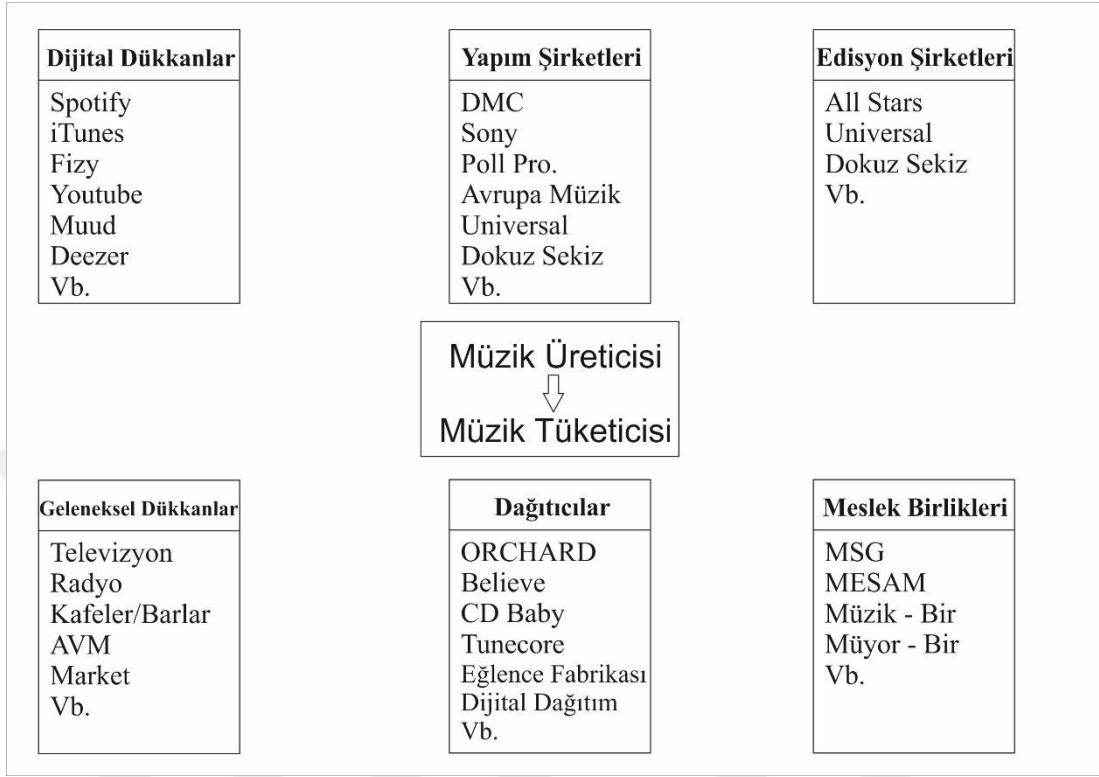 Dijital Dükkanlar
Spotify
iTunes
Fizy
Youtube
Muud
Deezer
Vb.
Yapım Şirketleri
DMC
Sony
Poll Pro.
Avrupa Müzik
Universal
Dokuz Sekiz
Vb.
Edisyon Şirketleri
All Stars
Universal
Dokuz Sekiz
Vb.
Müzik Üreticisi
Müzik Tüketicisi
Geleneksel Dükkanlar
Televizyon
Radyo
Kafeler/Barlar
AVM
Market
Vb.
Dağıtıcılar
ORCHARD
Believe
CD Baby
Tunecore
Eğlence Fabrikası
Dijital Dağıtım
Vb.
Meslek Birlikleri
MSG
MESAM
Müzik - Bir
Müyor - Bir
Vb.